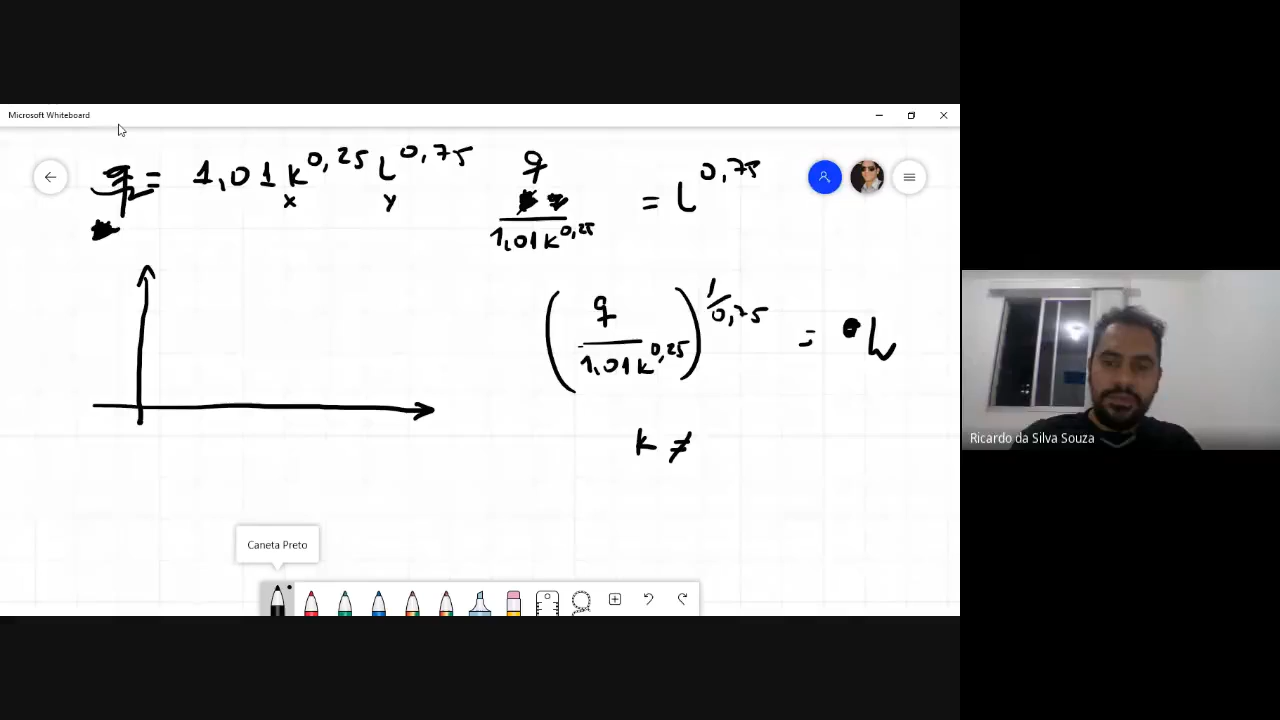 Microsoft Whiteboard
q = 1,01 k^0,25 L^0,75
x y
q / 1,01 k^0,25 = L^0,75
(q / 1,01 k^0,25)^1/0,75 = L
k ≠
Caneta Preto
Ricardo da Silva Souza